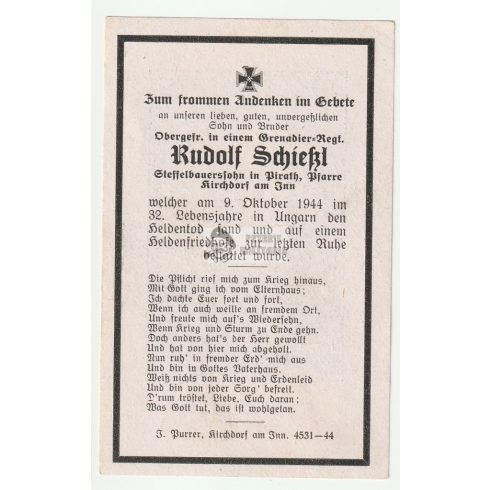 Zum frommen Andenken im Gebete
an unseren lieben, guten, unvergeßlichen
Sohn und Bruder
Obergefr. in einem Grenadier-Regt.
Rudolf Schießl
Steffelbauerssohn in Pirath, Pfarre
Kirchdorf am Inn
welcher am 9. Oktober 1944 im
32. Lebensjahre in Ungarn den
Heldentod fand und auf einem
Heldenfriedhofe zur letzten Ruhe
bestattet wurde.
Die Pflicht rief mich zum Krieg hinaus,
Mit Gott ging ich vom Elternhaus;
Ich dachte Euer fort und fort,
Wenn ich auch weilte an fremdem Ort,
Und freute mich auf's Wiedersehn,
Wenn Krieg und Sturm zu Ende gehn.
Doch anders hat's der Herr gewollt
Und hat von hier mich abgeholt.
Nun ruh' in fremder Erd' mich aus
Und bin in Gottes Vaterhaus.
Weiß nichts von Krieg und Erdenleid
Und bin von jeder Sorg' befreit.
D'rum tröstet, Liebe, Euch daran;
Was Gott tut, das ist wohlgetan.
J. Purrer, Kirchdorf am Inn. 4531—44